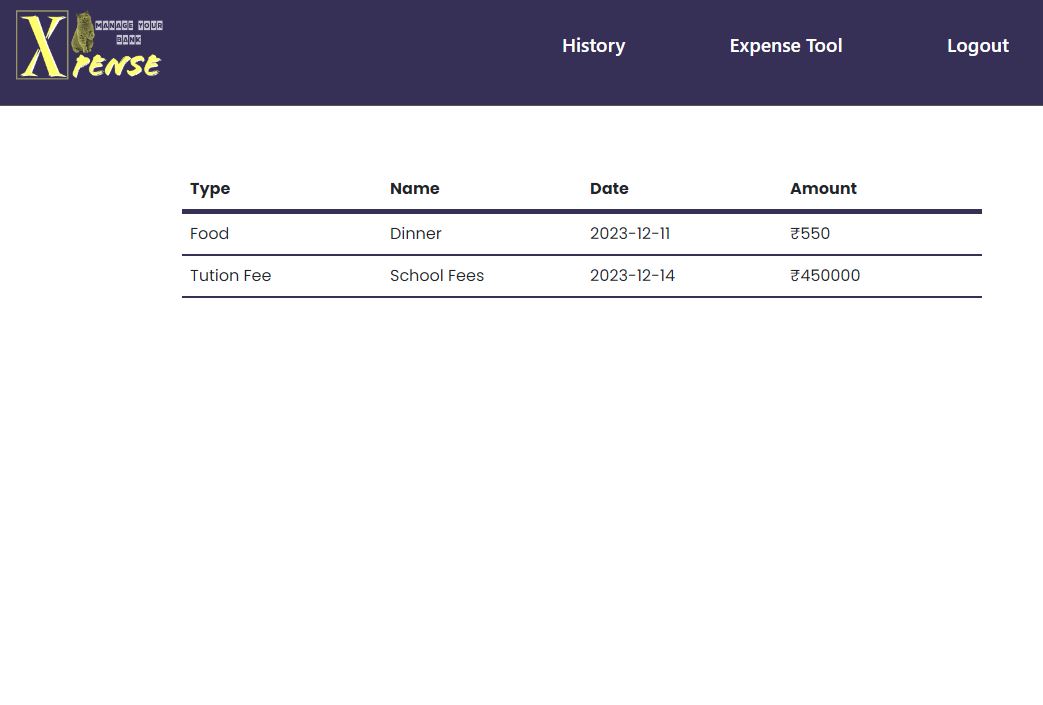 X PENSE MANAGE YOUR BANK
History Expense Tool Logout
Type Name Date Amount
Food Dinner 2023-12-11 ₹550
Tution Fee School Fees 2023-12-14 ₹450000